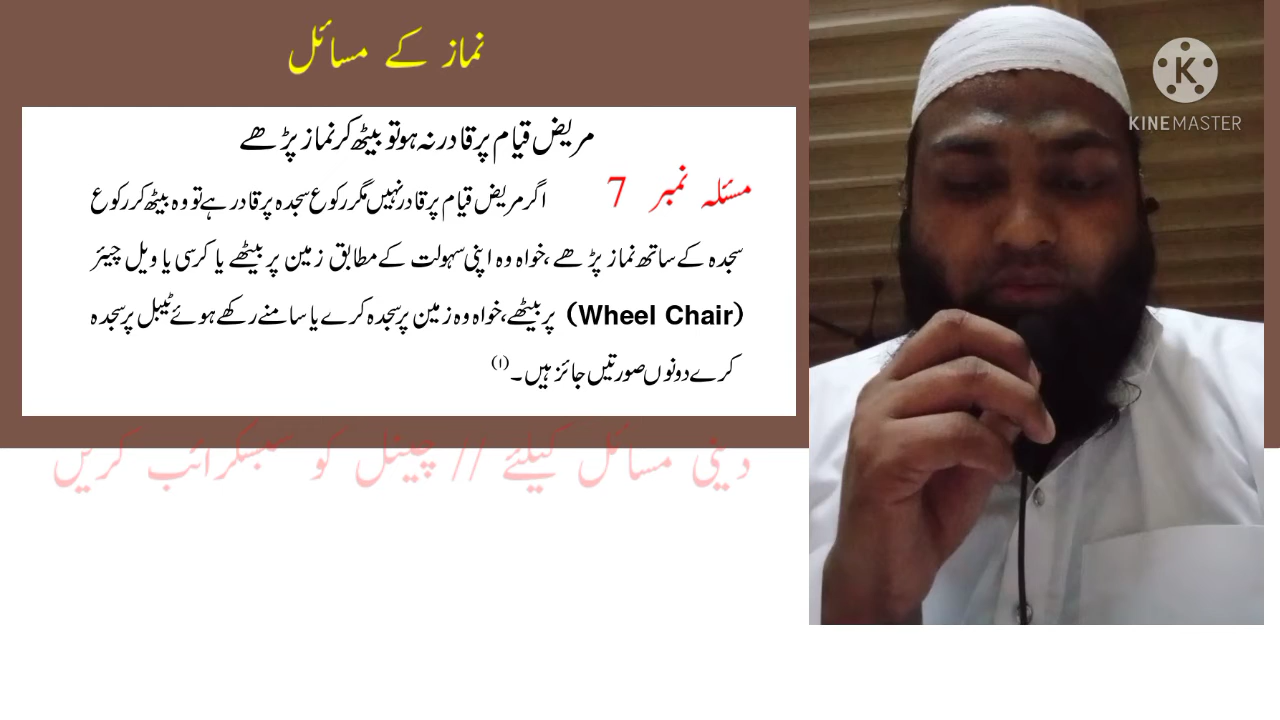 نماز کے مسائل
مریض قیام پر قادر نہ ہو تو بیٹھ کر نماز پڑھے
مسئلہ نمبر 7 اگر مریض قیام پر قادر نہیں مگر رکوع سجدہ پر قادر ہے تو وہ بیٹھ کر رکوع
سجدہ کے ساتھ نماز پڑھے، خواہ وہ اپنی سہولت کے مطابق زمین پر بیٹھے یا کرسی یا ویل چیئر
(Wheel Chair) پر بیٹھے، خواہ وہ زمین پر سجدہ کرے یا سامنے رکھے ہوئے ٹیبل پر سجدہ
کرے دونوں صورتیں جائز ہیں۔(۱)
دینی مسائل کیلئے // چینل کو سبسکرائب کریں
KINEMASTER